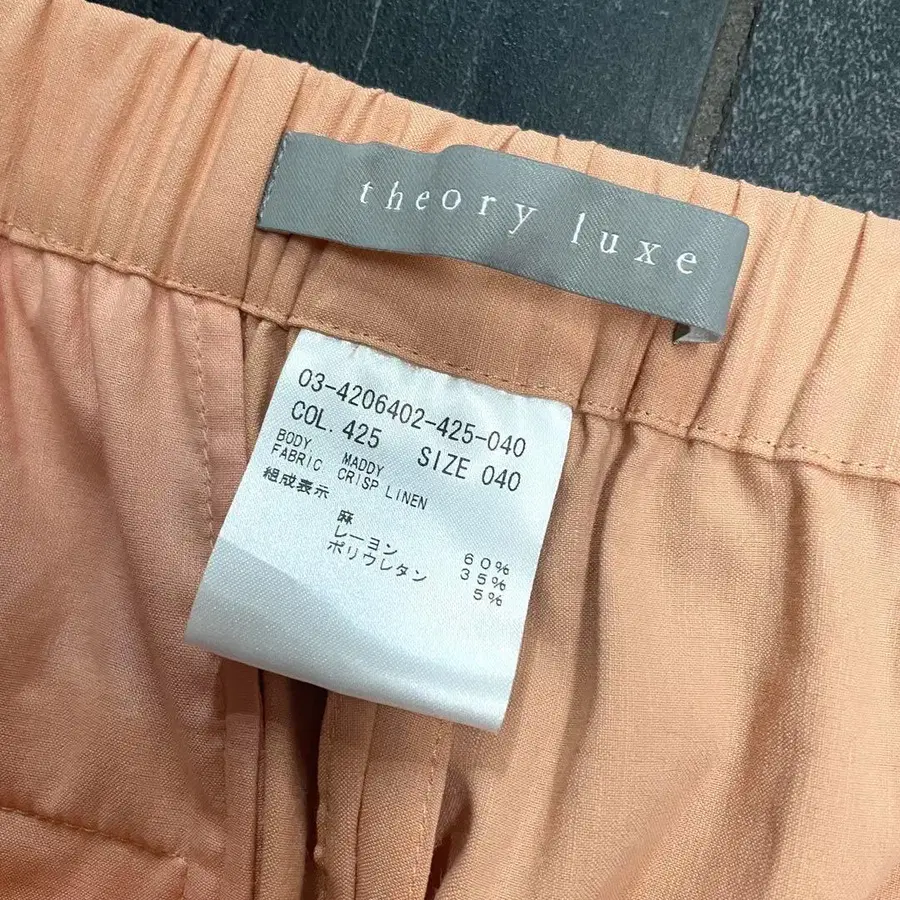 theory luxe
03-4206402-425-040
COL. 425 SIZE 040
BODY MADDY
FABRIC CRISP LINEN
組成表示
麻 60%
レーヨン 35%
ポリウレタン 5%